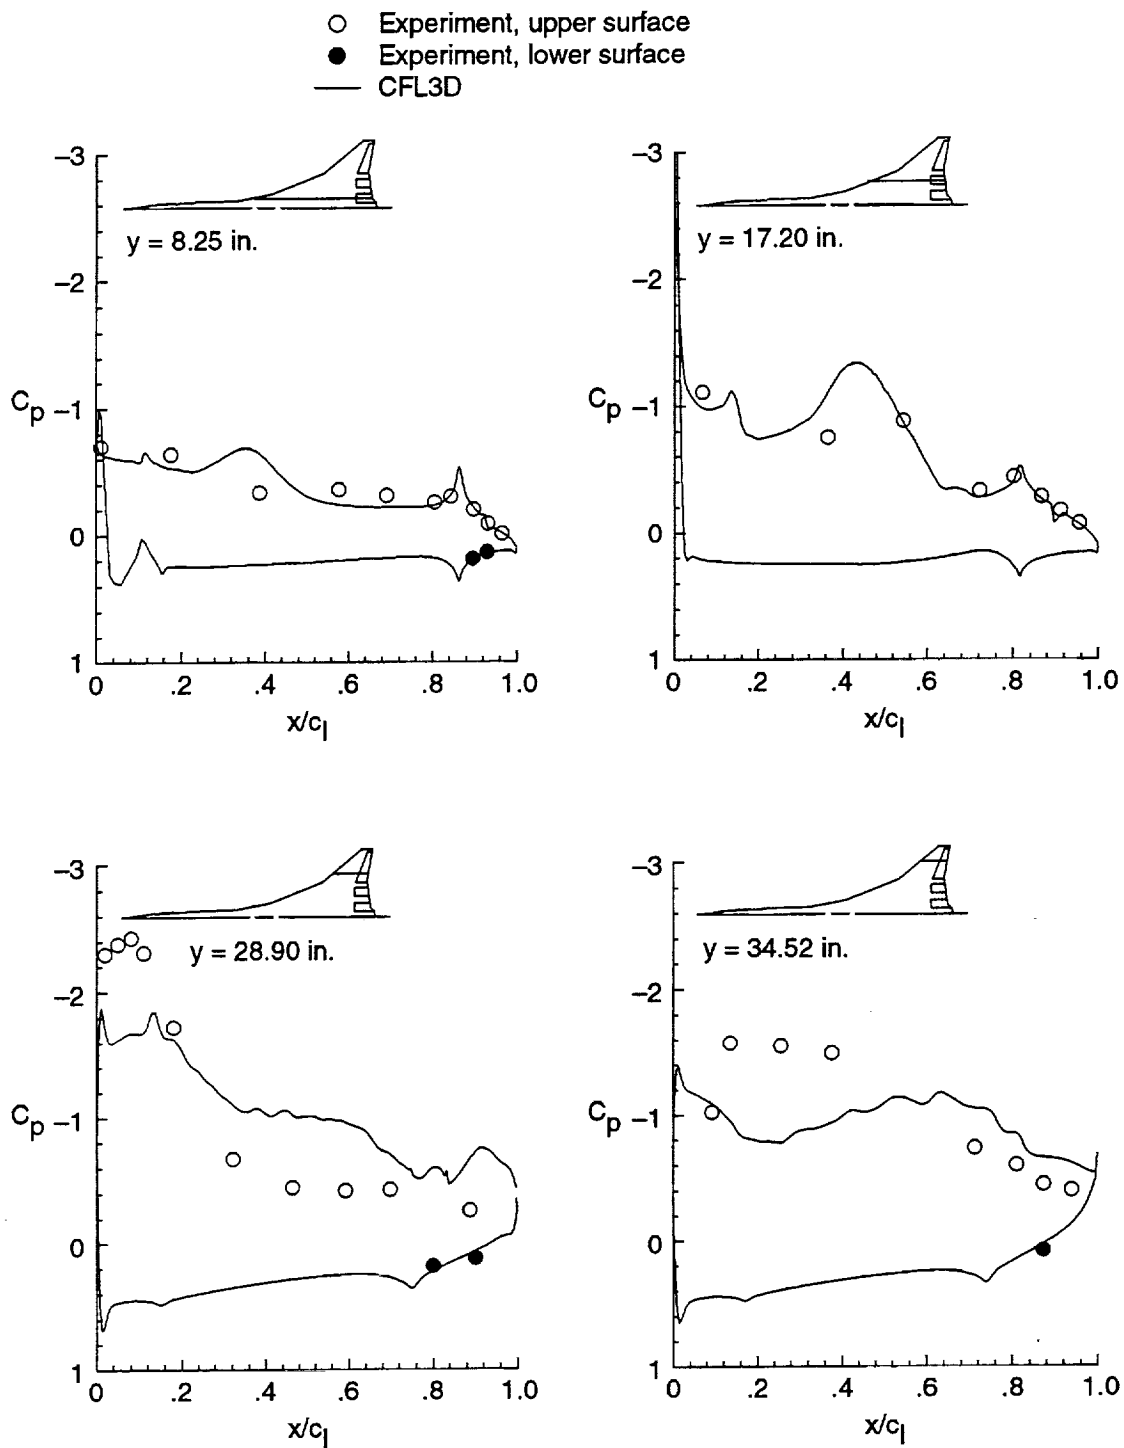 Experiment, upper surface
Experiment, lower surface
CFL3D
–3
–2
Cp –1
0
1
0 .2 .4 .6 .8 1.0
x/cl
y = 8.25 in.
–3
–2
Cp –1
0
1
0 .2 .4 .6 .8 1.0
x/cl
y = 17.20 in.
–3
–2
Cp –1
0
1
0 .2 .4 .6 .8 1.0
x/cl
y = 28.90 in.
–3
–2
Cp –1
0
1
0 .2 .4 .6 .8 1.0
x/cl
y = 34.52 in.